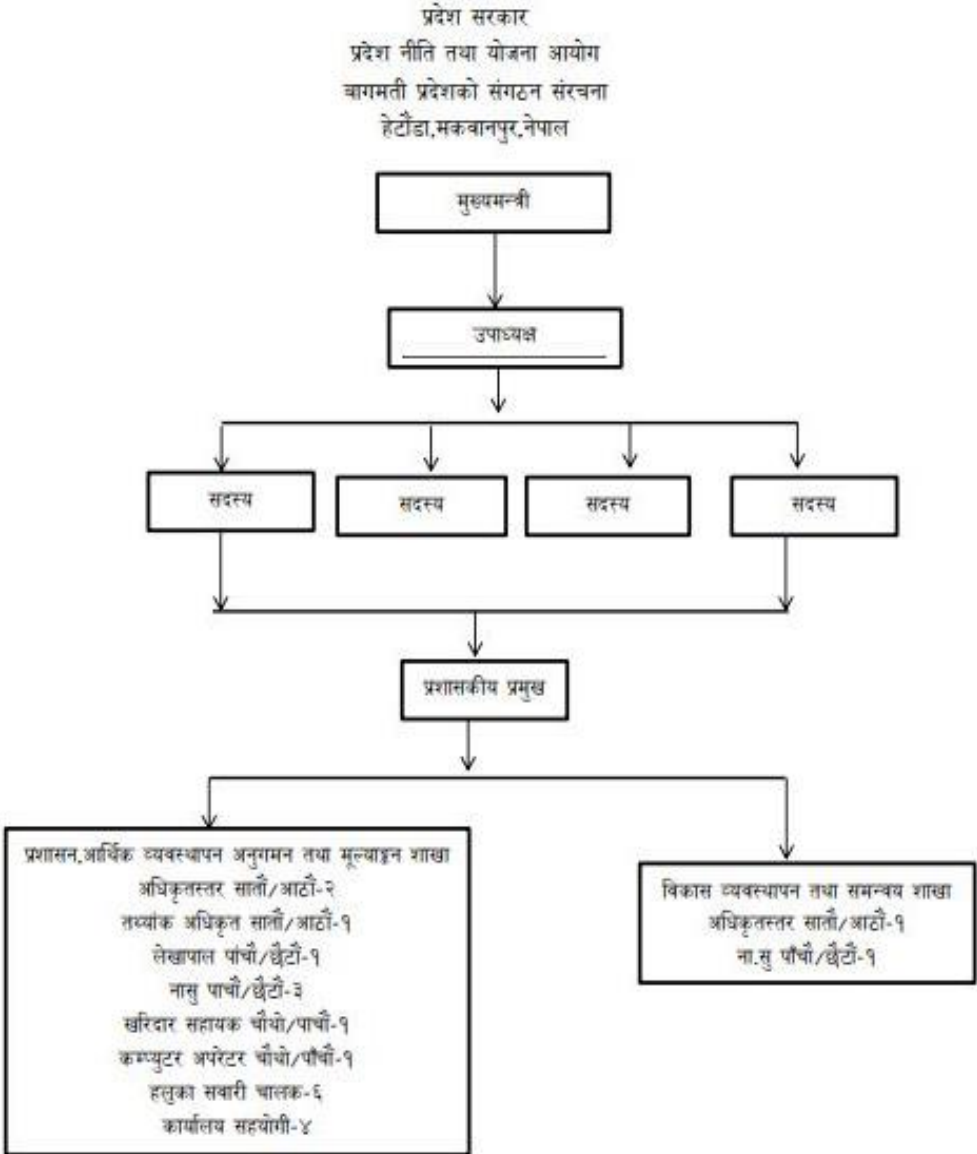 प्रदेश सरकार
प्रदेश नीति तथा योजना आयोग
बागमती प्रदेशको संगठन संरचना
हेटौंडा,मकवानपुर,नेपाल
मुख्यमन्त्री
उपाध्यक्ष
सदस्य
सदस्य
सदस्य
सदस्य
प्रशासकीय प्रमुख
प्रशासन,आर्थिक व्यवस्थापन अनुगमन तथा मूल्याङ्कन शाखा
अधिकृतस्तर सातौं/आठौं-२
तथ्यांक अधिकृत सातौं/आठौं-१
लेखापाल पांचौ/छैटौं-१
नासु पाचौं/छैटौं-३
खरिदार सहायक चौथो/पाचौं-१
कम्प्युटर अपरेटर चौथो/पाँचौं-१
हलुका सवारी चालक-६
कार्यालय सहयोगी-४
विकास व्यवस्थापन तथा समन्वय शाखा
अधिकृतस्तर सातौं/आठौं-१
ना.सु पाँचौ/छैटौं-१